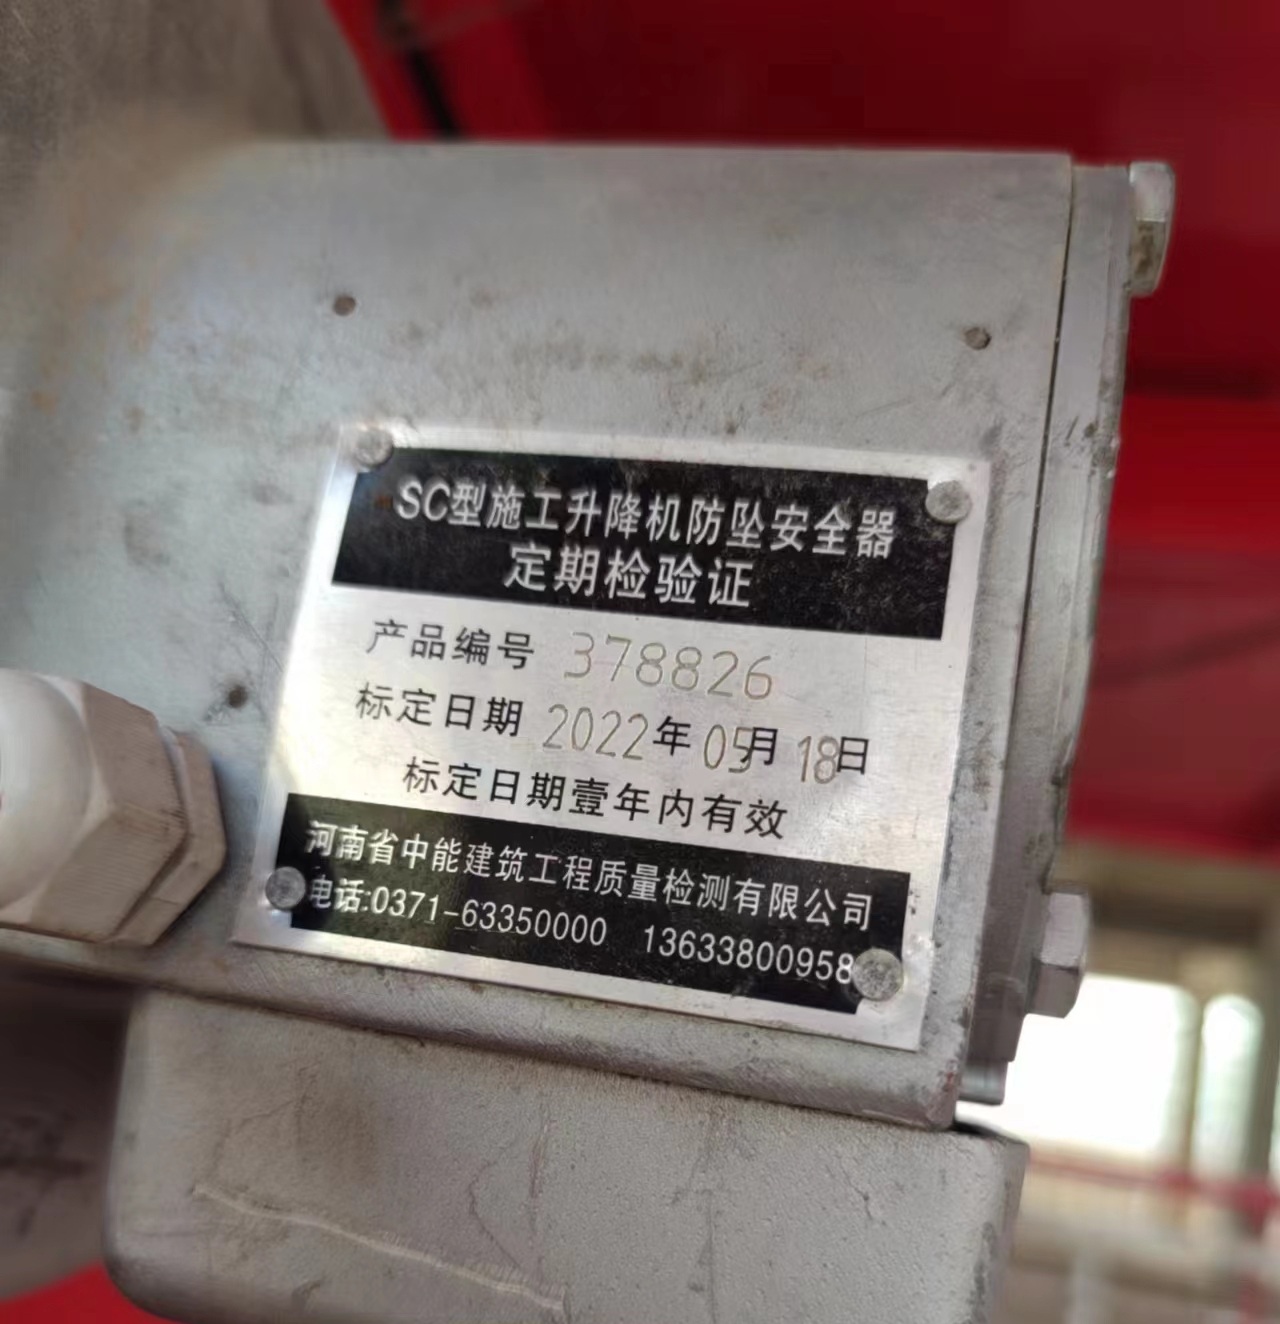 SC型施工升降机防坠安全器
定期检验证
产品编号 378826
标定日期 2022年 05月 18日
标定日期壹年内有效
河南省中能建筑工程质量检测有限公司
电话:0371-63350000 13633800958